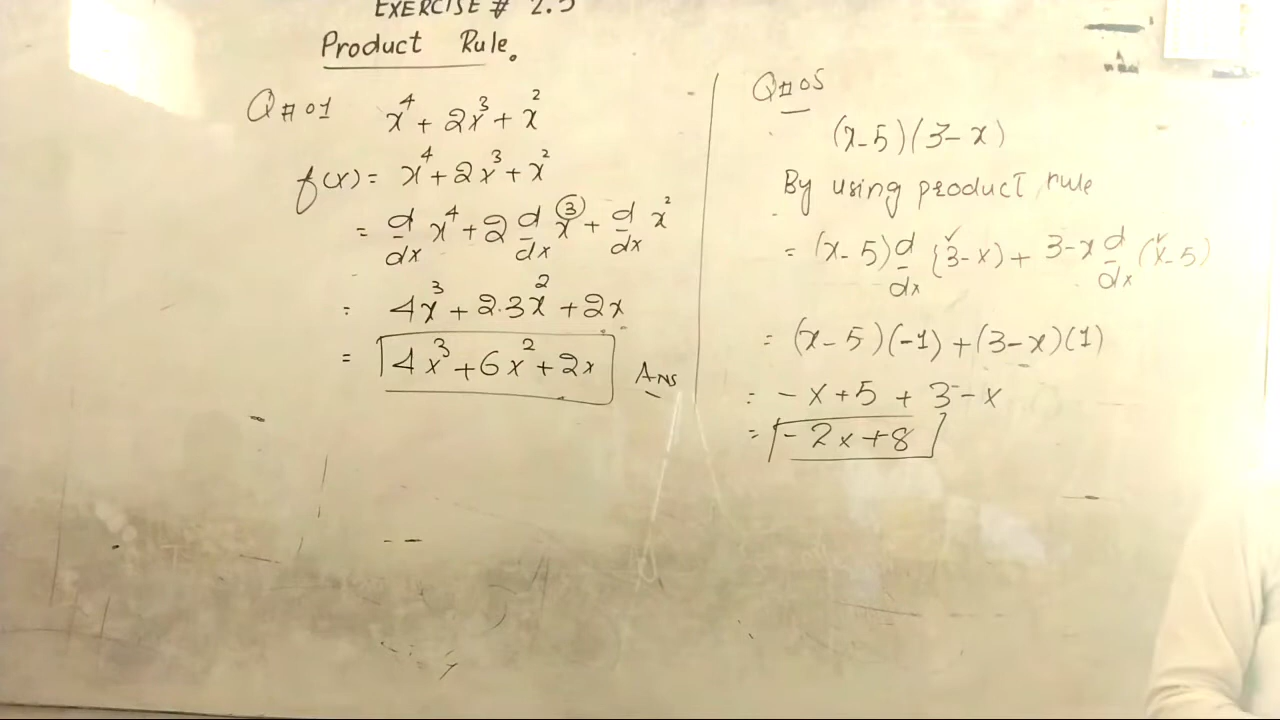 EXERCISE # 2.5
Product Rule.
Q#01 x⁴ + 2x³ + x²
f(x) = x⁴ + 2x³ + x²
= d/dx x⁴ + 2 d/dx x³ + d/dx x²
= 4x³ + 2.3x² + 2x
= 4x³ + 6x² + 2x Ans
Q#05
(x-5)(3-x)
By using product rule
= (x-5) d/dx {3-x) + 3-x d/dx (x-5)
= (x-5)(-1) + (3-x)(1)
= -x+5 + 3-x
= -2x+8